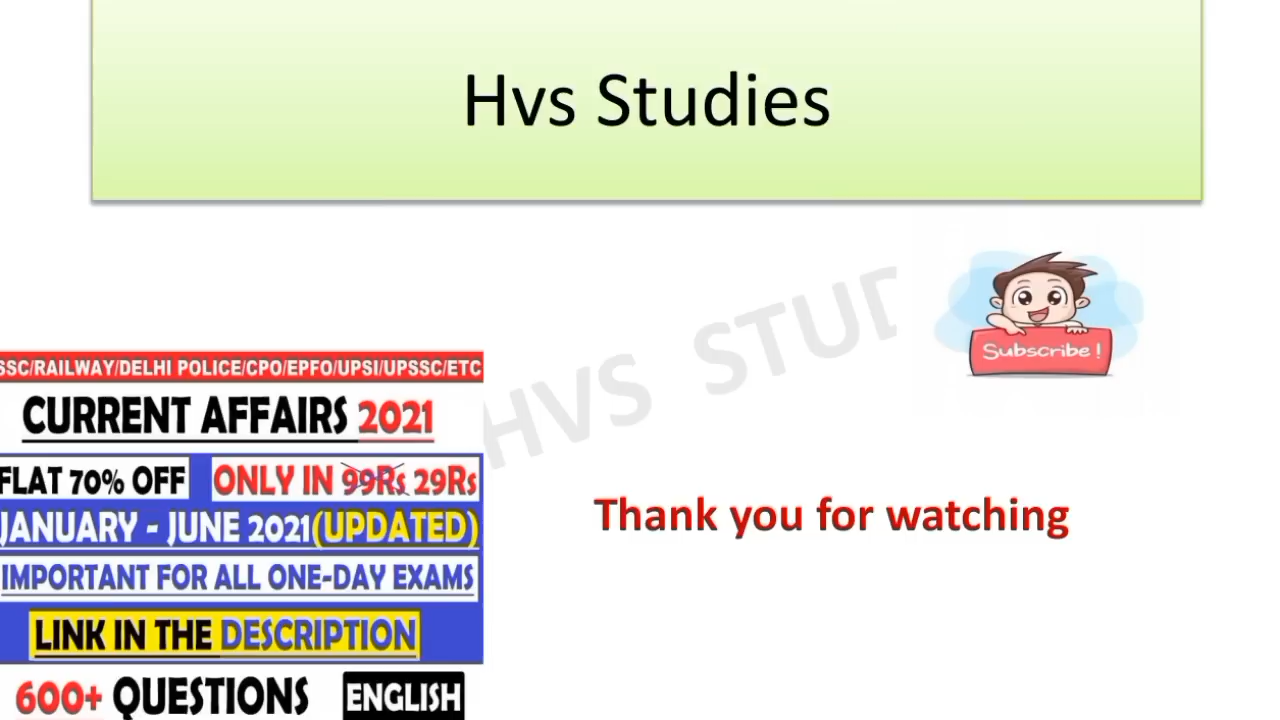 Hvs Studies
HVS STUD
Subscribe !
SSC/RAILWAY/DELHI POLICE/CPO/EPFO/UPSI/UPSSC/ETC
CURRENT AFFAIRS 2021
FLAT 70% OFF ONLY IN 99Rs 29Rs
JANUARY - JUNE 2021(UPDATED)
IMPORTANT FOR ALL ONE-DAY EXAMS
LINK IN THE DESCRIPTION
600+ QUESTIONS ENGLISH
Thank you for watching